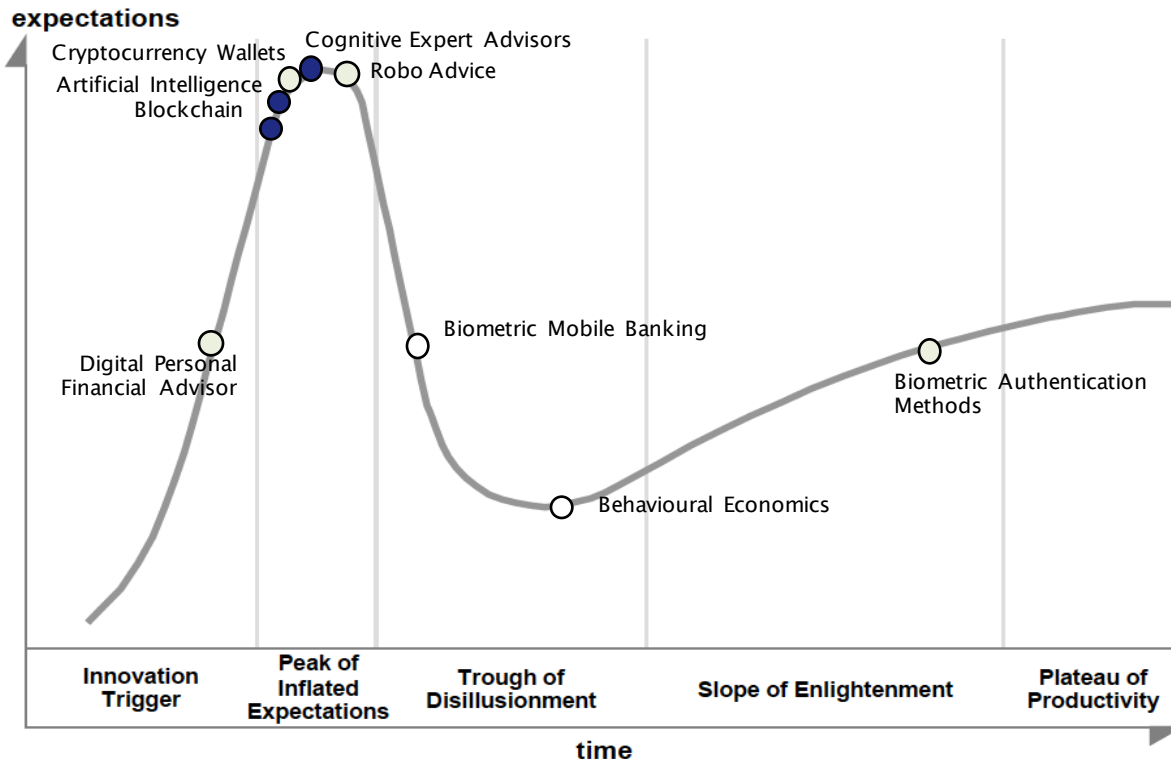 expectations
Cognitive Expert Advisors
Cryptocurrency Wallets
Robo Advice
Artificial Intelligence
Blockchain
Biometric Mobile Banking
Digital Personal
Financial Advisor
Biometric Authentication
Methods
Behavioural Economics
Innovation
Trigger
Peak of
Inflated
Expectations
Trough of
Disillusionment
Slope of Enlightenment
Plateau of
Productivity
time